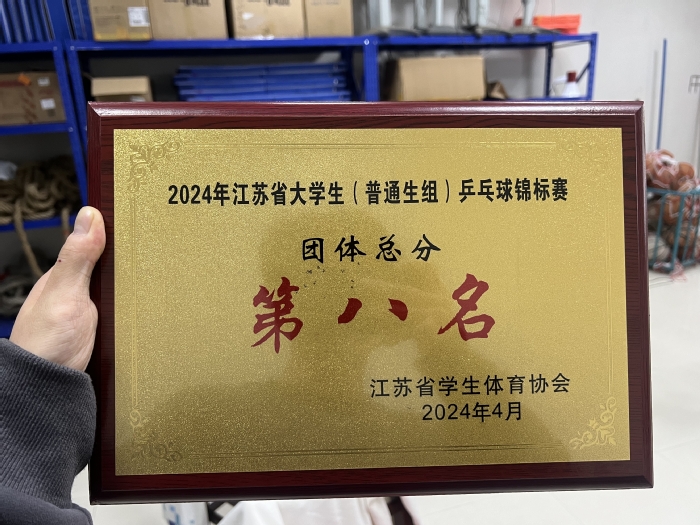 2024年江苏省大学生（普通生组）乒乓球锦标赛
团体总分
第八名
江苏省学生体育协会
2024年4月